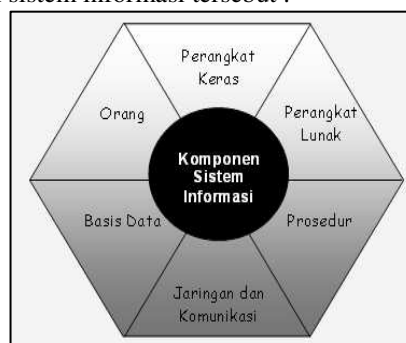 sistem informasi tersebut :
Perangkat
Keras
Orang
Perangkat
Lunak
Komponen
Sistem
Informasi
Basis Data
Prosedur
Jaringan dan
Komunikasi